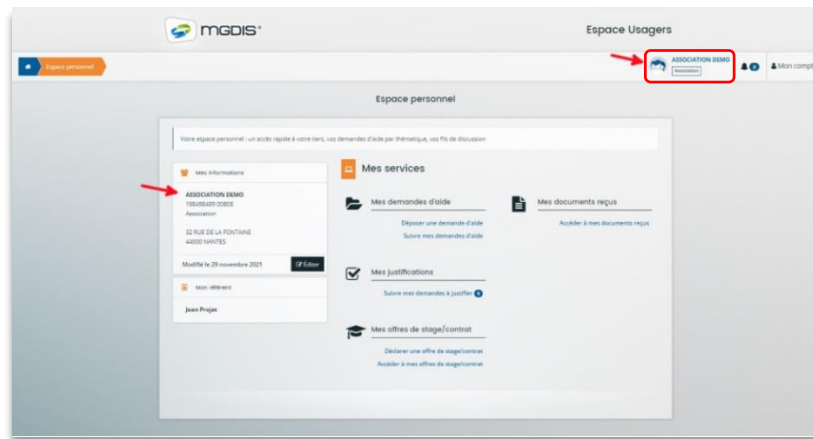 MGDIS
Espace Usagers
Espace personnel
ASSOCIATION DEMO
Association
0
Mon compt
Espace personnel
Votre espace personnel : un accès rapide à votre tiers, vos demandes d'aide par thématique, vos fils de discussion
Mes informations
ASSOCIATION DEMO
Association
32 RUE DE LA FONTAINE
44000 NANTES
Modifié le 29 novembre 2021
Éditer
Mon référent
Jean Projet
Mes services
Mes demandes d'aide
Déposer une demande d'aide
Suivre mes demandes d'aide
Mes justifications
Suivre mes demandes à justifier
Mes offres de stage/contrat
Déclarer une offre de stage/contrat
Accéder à mes offres de stage/contrat
Mes documents reçus
Accéder à mes documents reçus